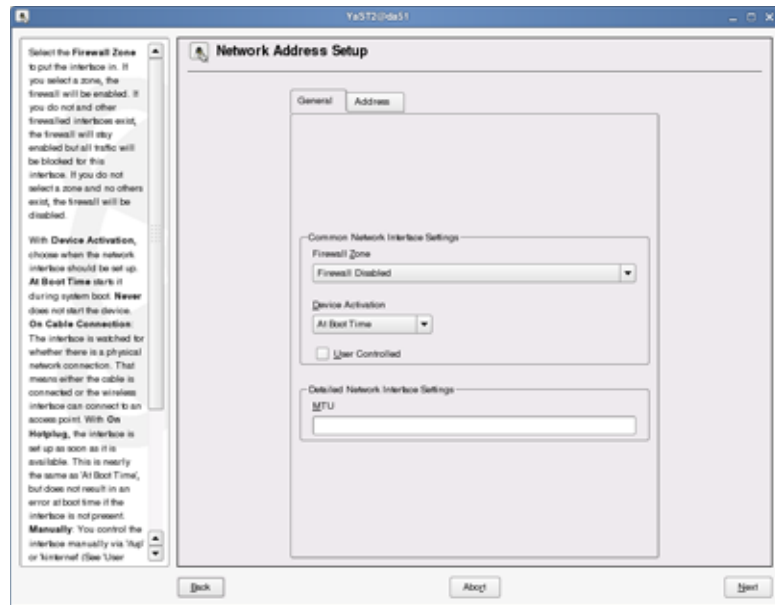 YaST2@da51
Select the Firewall Zone
to put the interface in. If
you select a zone, the
firewall will be enabled. If
you do not and other
firewalled interfaces exist,
the firewall will stay
enabled but all traffic will
be blocked for this
interface. If you do not
select a zone and no others
exist, the firewall will be
disabled.
With Device Activation,
choose when the network
interface should be set up.
At Boot Time starts it
during system boot. Never
does not start the device.
On Cable Connection:
The interface is watched for
whether there is a physical
network connection. That
means either the cable is
connected or the wireless
interface can connect to an
access point. With On
Hotplug, the interface is
set up as soon as it is
available. This is nearly
the same as 'At Boot Time',
but does not result in an
error at boot time if the
interface is not present.
Manually: You control the
interface manually via 'ifup'
or 'kinternet' (See 'User
Network Address Setup
General Address
Common Network Interface Settings
Firewall Zone
Firewall Disabled
Device Activation
At Boot Time
User Controlled
Detailed Network Interface Settings
MTU
Back Abort Next